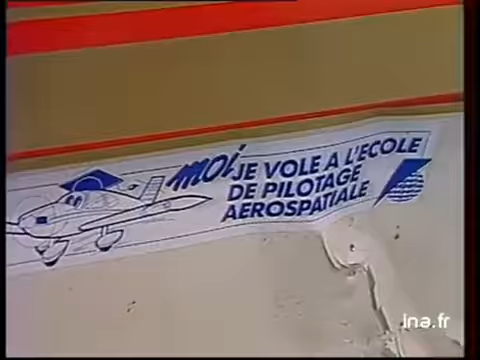 moi JE VOLE A L'ECOLE
DE PILOTAGE
AEROSPATIALE
ina.fr